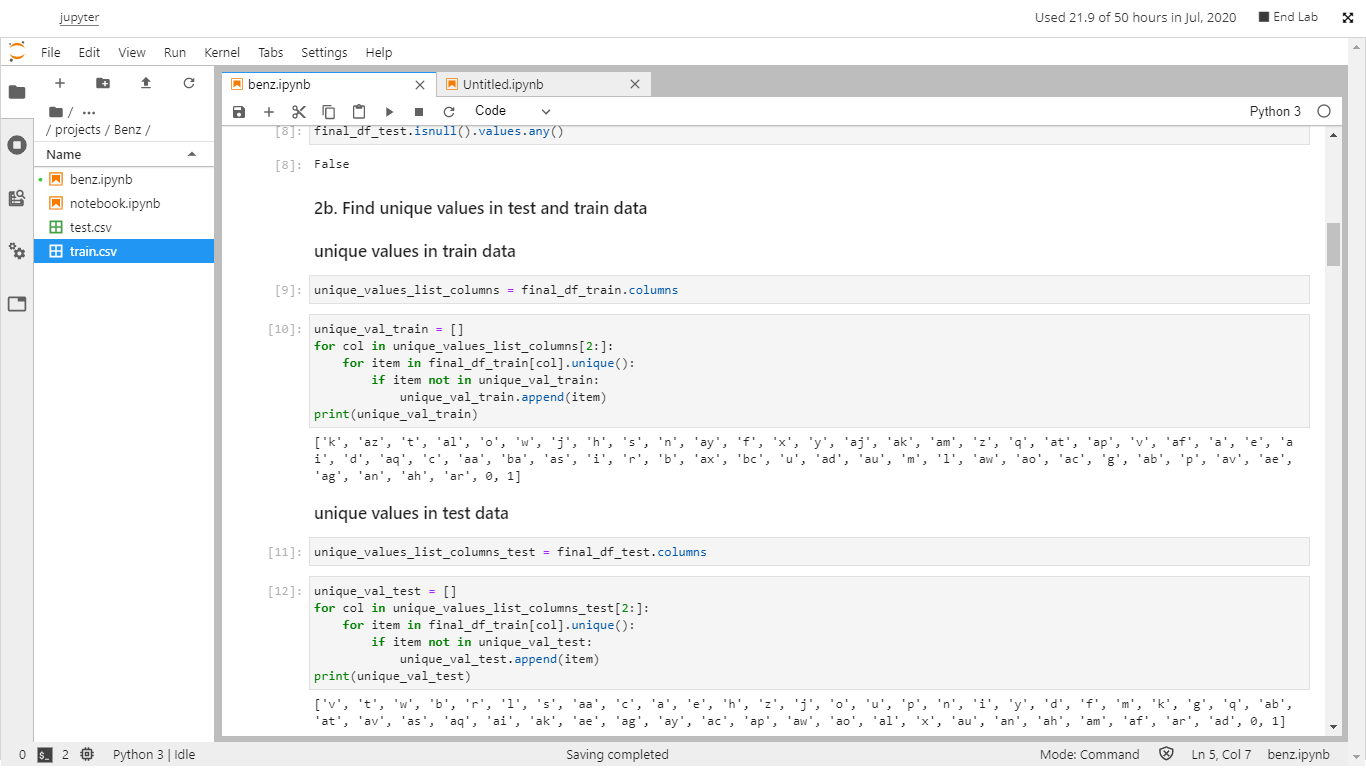 jupyter
Used 21.9 of 50 hours in Jul, 2020
End Lab
File Edit View Run Kernel Tabs Settings Help
/ ...
/ projects / Benz /
Name
benz.ipynb
notebook.ipynb
test.csv
train.csv
benz.ipynb
Untitled.ipynb
Code
Python 3
[8]: final_df_test.isnull().values.any()
[8]: False
2b. Find unique values in test and train data
unique values in train data
[9]: unique_values_list_columns = final_df_train.columns
[10]: unique_val_train = []
for col in unique_values_list_columns[2:]:
    for item in final_df_train[col].unique():
        if item not in unique_val_train:
            unique_val_train.append(item)
print(unique_val_train)
['k', 'az', 't', 'al', 'o', 'w', 'j', 'h', 's', 'n', 'ay', 'f', 'x', 'y', 'aj', 'ak', 'am', 'z', 'q', 'at', 'ap', 'v', 'af', 'a', 'e', 'a
i', 'd', 'aq', 'c', 'aa', 'ba', 'as', 'i', 'r', 'b', 'ax', 'bc', 'u', 'ad', 'au', 'm', 'l', 'aw', 'ao', 'ac', 'g', 'ab', 'p', 'av', 'ae',
'ag', 'an', 'ah', 'ar', 0, 1]
unique values in test data
[11]: unique_values_list_columns_test = final_df_test.columns
[12]: unique_val_test = []
for col in unique_values_list_columns_test[2:]:
    for item in final_df_train[col].unique():
        if item not in unique_val_test:
            unique_val_test.append(item)
print(unique_val_test)
['v', 't', 'w', 'b', 'r', 'l', 's', 'aa', 'c', 'a', 'e', 'h', 'z', 'j', 'o', 'u', 'p', 'n', 'i', 'y', 'd', 'f', 'm', 'k', 'g', 'q', 'ab',
'at', 'av', 'as', 'aq', 'ai', 'ak', 'ae', 'ag', 'ay', 'ac', 'ap', 'aw', 'ao', 'al', 'x', 'au', 'an', 'ah', 'am', 'af', 'ar', 'ad', 0, 1]
0 $_ 2 Python 3 | Idle
Saving completed
Mode: Command
Ln 5, Col 7
benz.ipynb